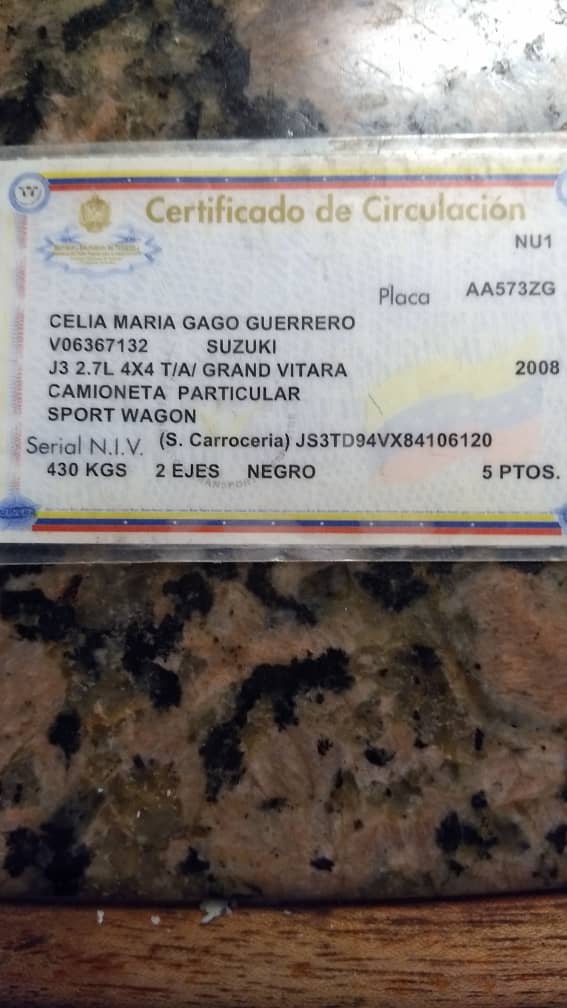 Certificado de Circulación
NU1
Placa AA573ZG
CELIA MARIA GAGO GUERRERO
V06367132 SUZUKI
J3 2.7L 4X4 T/A/ GRAND VITARA 2008
CAMIONETA PARTICULAR
SPORT WAGON
Serial N.I.V. (S. Carroceria) JS3TD94VX84106120
430 KGS 2 EJES NEGRO 5 PTOS.